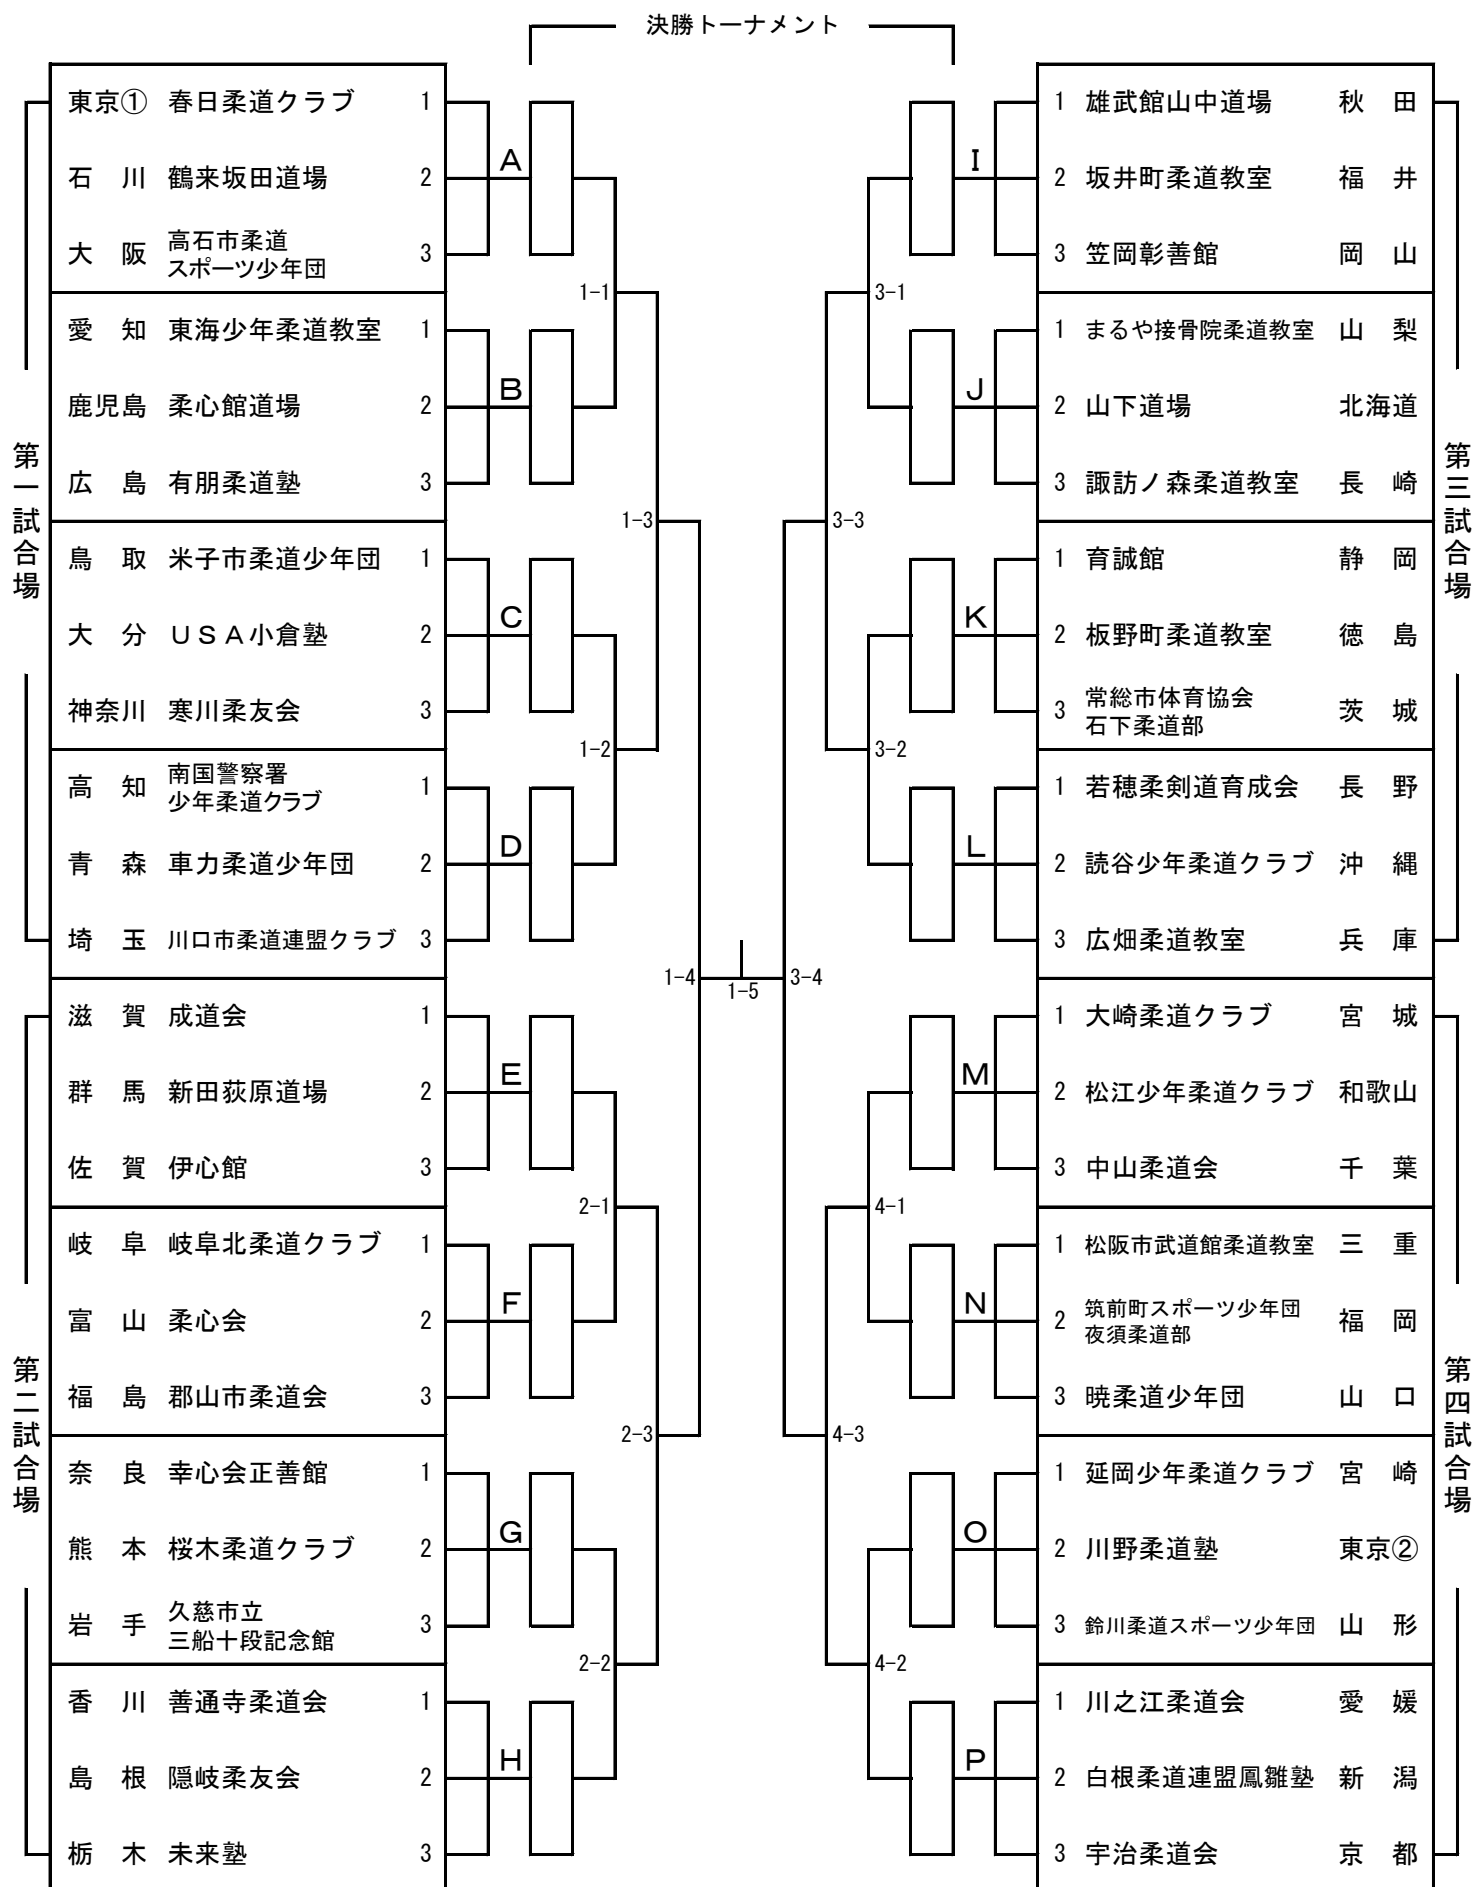 決勝トーナメント
第一試合場
東京① 春日柔道クラブ 1
石川 鶴来坂田道場 2
大阪 高石市柔道
スポーツ少年団 3
A
愛知 東海少年柔道教室 1
鹿児島 柔心館道場 2
広島 有朋柔道塾 3
B
1-1
鳥取 米子市柔道少年団 1
大分 USA小倉塾 2
神奈川 寒川柔友会 3
C
高知 南国警察署
少年柔道クラブ 1
青森 車力柔道少年団 2
埼玉 川口市柔道連盟クラブ 3
D
1-2
1-3
第二試合場
滋賀 成道会 1
群馬 新田荻原道場 2
佐賀 伊心館 3
E
岐阜 岐阜北柔道クラブ 1
富山 柔心会 2
福島 郡山市柔道会 3
F
2-1
奈良 幸心会正善館 1
熊本 桜木柔道クラブ 2
岩手 久慈市立
三船十段記念館 3
G
香川 善通寺柔道会 1
島根 隠岐柔友会 2
栃木 未来塾 3
H
2-2
2-3
1-4
1-5
3-4
第三試合場
1 雄武館山中道場 秋田
2 坂井町柔道教室 福井
3 笠岡彰善館 岡山
I
1 まるや接骨院柔道教室 山梨
2 山下道場 北海道
3 諏訪ノ森柔道教室 長崎
J
3-1
1 育誠館 静岡
2 板野町柔道教室 徳島
3 常総市体育協会
石下柔道部 茨城
K
1 若穂柔剣道育成会 長野
2 読谷少年柔道クラブ 沖縄
3 広畑柔道教室 兵庫
L
3-2
3-3
第四試合場
1 大崎柔道クラブ 宮城
2 松江少年柔道クラブ 和歌山
3 中山柔道会 千葉
M
1 松阪市武道館柔道教室 三重
2 筑前町スポーツ少年団
夜須柔道部 福岡
3 暁柔道少年団 山口
N
4-1
1 延岡少年柔道クラブ 宮崎
2 川野柔道塾 東京②
3 鈴川柔道スポーツ少年団 山形
O
1 川之江柔道会 愛媛
2 白根柔道連盟鳳雛塾 新潟
3 宇治柔道会 京都
P
4-2
4-3